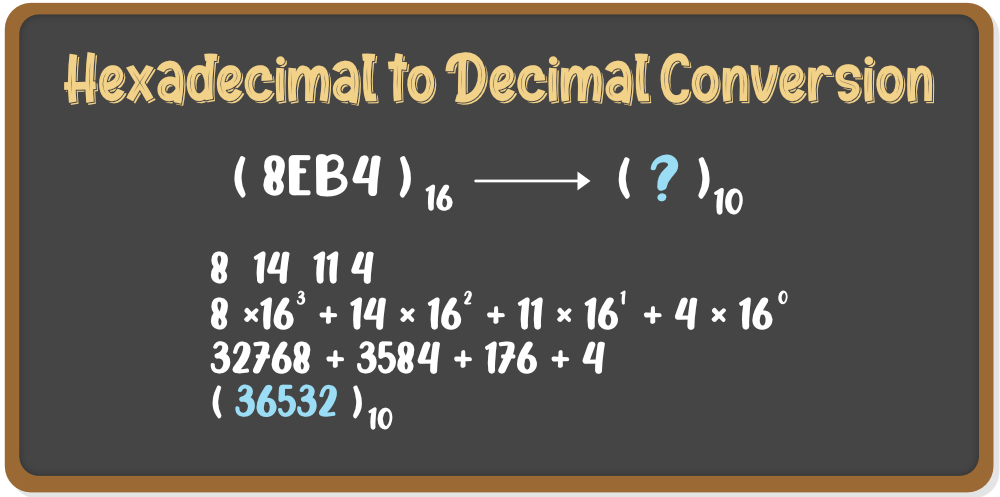 Hexadecimal to Decimal Conversion
( 8EB4 )₁₆ → ( ? )₁₀
8 14 11 4
8 ×16³ + 14 × 16² + 11 × 16¹ + 4 × 16⁰
32768 + 3584 + 176 + 4
( 36532 )₁₀